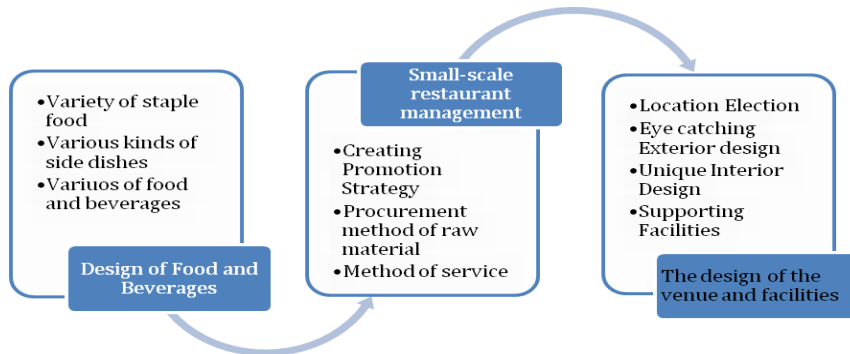 •Variety of staple
food
•Various kinds of
side dishes
•Variuos of food
and beverages
Design of Food and
Beverages
Small-scale
restaurant
management
•Creating
Promotion
Strategy
•Procurement
method of raw
material
•Method of service
•Location Election
•Eye catching
Exterior design
•Unique Interior
Design
•Supporting
Facilities
The design of the
venue and facilities